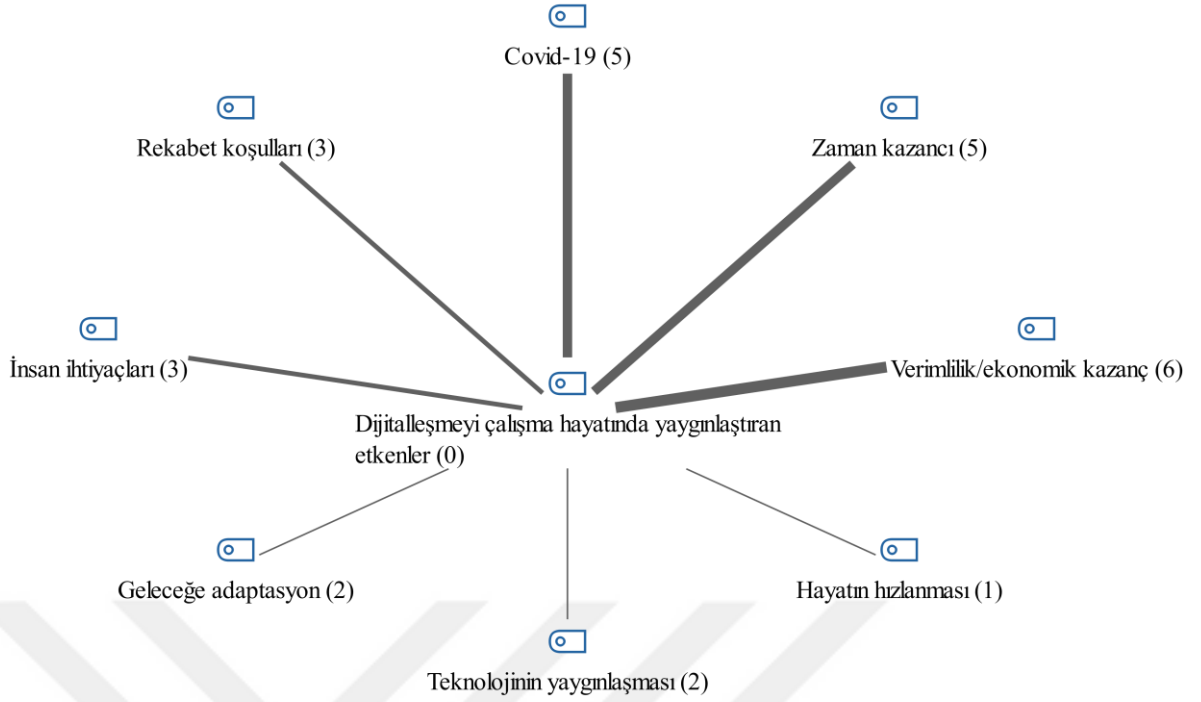 Covid-19 (5)
Rekabet koşulları (3)
Zaman kazancı (5)
İnsan ihtiyaçları (3)
Verimlilik/ekonomik kazanç (6)
Dijitalleşmeyi çalışma hayatında yaygınlaştıran
etkenler (0)
Geleceğe adaptasyon (2)
Hayatın hızlanması (1)
Teknolojinin yaygınlaşması (2)